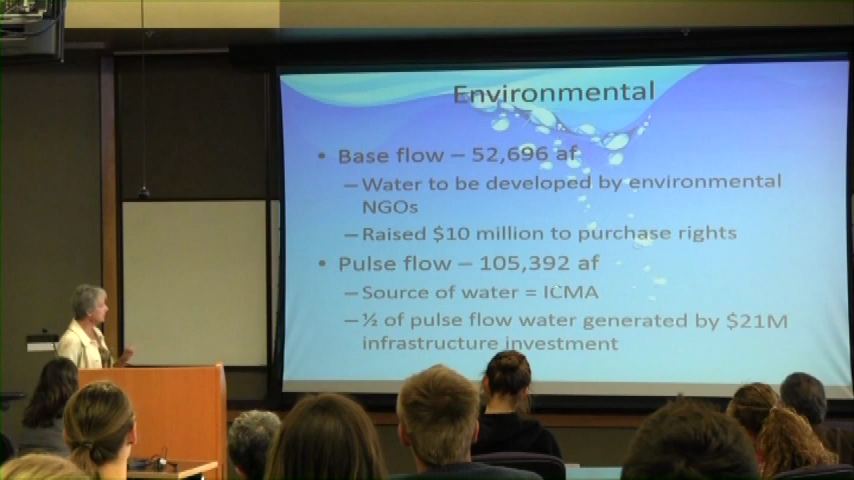 Environmental
• Base flow – 52,696 af
–Water to be developed by environmental
NGOs
–Raised $10 million to purchase rights
• Pulse flow – 105,392 af
–Source of water = ICMA
–½ of pulse flow water generated by $21M
infrastructure investment